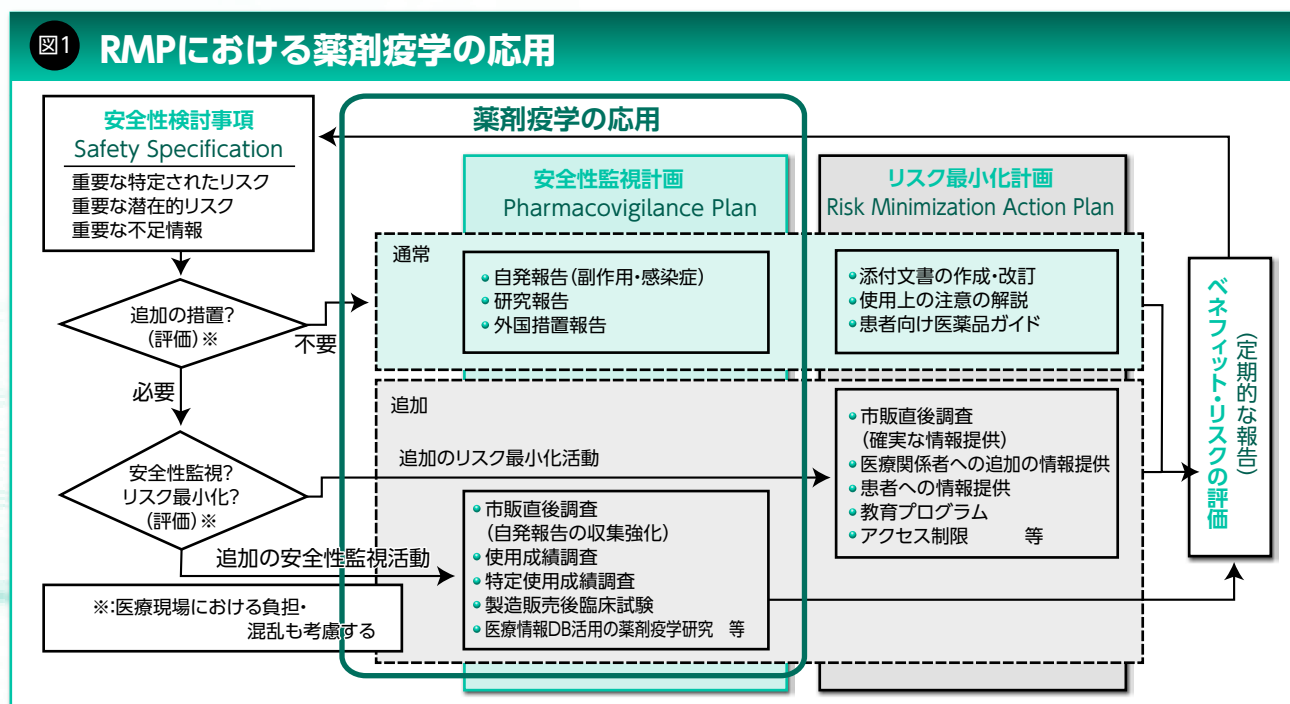 図1 RMPにおける薬剤疫学の応用
安全性検討事項
Safety Specification
重要な特定されたリスク
重要な潜在的リスク
重要な不足情報
追加の措置?
(評価)※
不要
必要
安全性監視?
リスク最小化?
(評価)※
追加の安全性監視活動
※:医療現場における負担・
混乱も考慮する
薬剤疫学の応用
安全性監視計画
Pharmacovigilance Plan
リスク最小化計画
Risk Minimization Action Plan
通常
●自発報告(副作用・感染症)
●研究報告
●外国措置報告
●添付文書の作成・改訂
●使用上の注意の解説
●患者向け医薬品ガイド
追加
追加のリスク最小化活動
●市販直後調査
(自発報告の収集強化)
●使用成績調査
●特定使用成績調査
●製造販売後臨床試験
●医療情報DB活用の薬剤疫学研究 等
●市販直後調査
(確実な情報提供)
●医療関係者への追加の情報提供
●患者への情報提供
●教育プログラム
●アクセス制限 等
ベネフィット・リスクの評価
(定期的な報告)